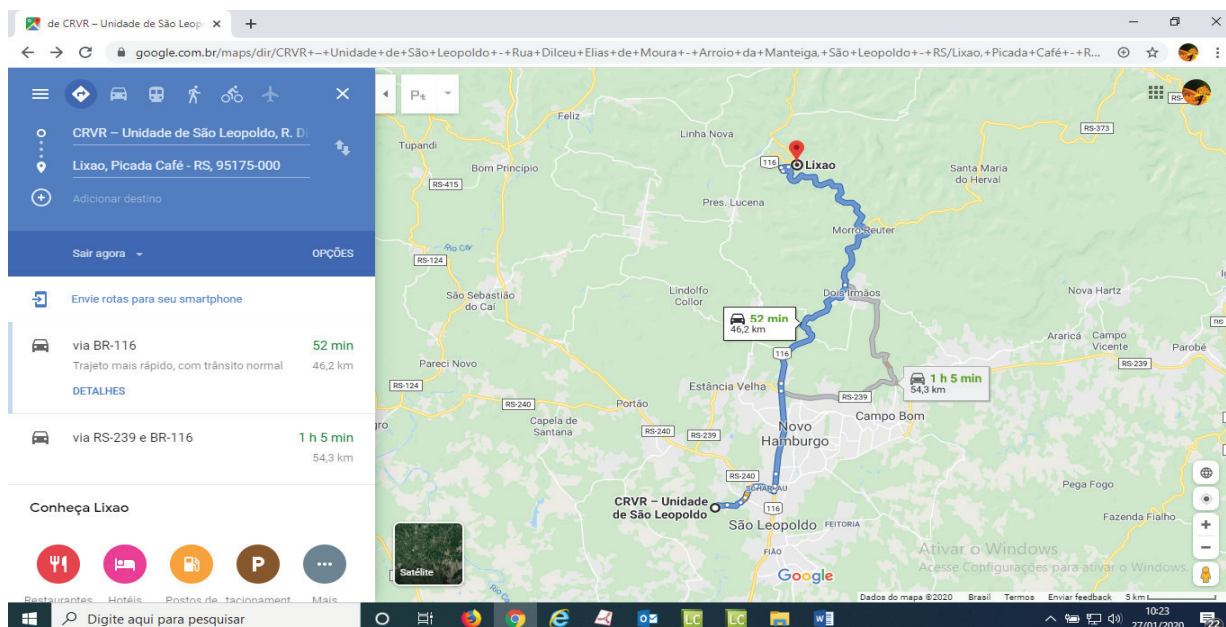 de CRVR – Unidade de São Leop
google.com.br/maps/dir/CRVR+–+Unidade+de+São+Leopoldo+-+Rua+Dilceu+Elias+de+Moura+-+Arroio+da+Manteiga,+São+Leopoldo+-+RS/Lixao,+Picada+Café+-+R...
CRVR – Unidade de São Leopoldo, R. D
Lixao, Picada Café - RS, 95175-000
Adicionar destino
Sair agora
OPÇÕES
Envie rotas para seu smartphone
via BR-116 52 min
Trajeto mais rápido, com trânsito normal 46,2 km
DETALHES
via RS-239 e BR-116 1 h 5 min
54,3 km
Conheça Lixao
P
Restaurantes Hotéis Postos de tacionament Mais
Feliz
Linha Nova
RS-373
Tupandi
116
Lixao
Bom Princípio
Santa Maria
do Herval
RS-415
Pres. Lucena
Morro Reuter
RS-124
Lindolfo
Collor
Dois Irmãos
Nova Hartz
São Sebastião
do Caí
52 min
46,2 km
116
Araricá
Campo
Vicente
Parobé
RS-239
Pareci Novo
RS-124
Estância Velha
1 h 5 min
54,3 km
RS-239
RS-240
Portão
Campo Bom
Capela de
Santana
RS-240
RS-239
Novo
Hamburgo
RS-240
SCHARLAU
Pega Fogo
CRVR – Unidade
de São Leopoldo
116
São Leopoldo
FEITORIA
Fazenda Fialho
FIÃO
Satélite
Google
Ativar o Windows
Acesse Configurações para ativar o Windows.
Dados do mapa ©2020 Brasil Termos Enviar feedback 5 km
Digite aqui para pesquisar
LC
LC
10:23
27/01/2020
22